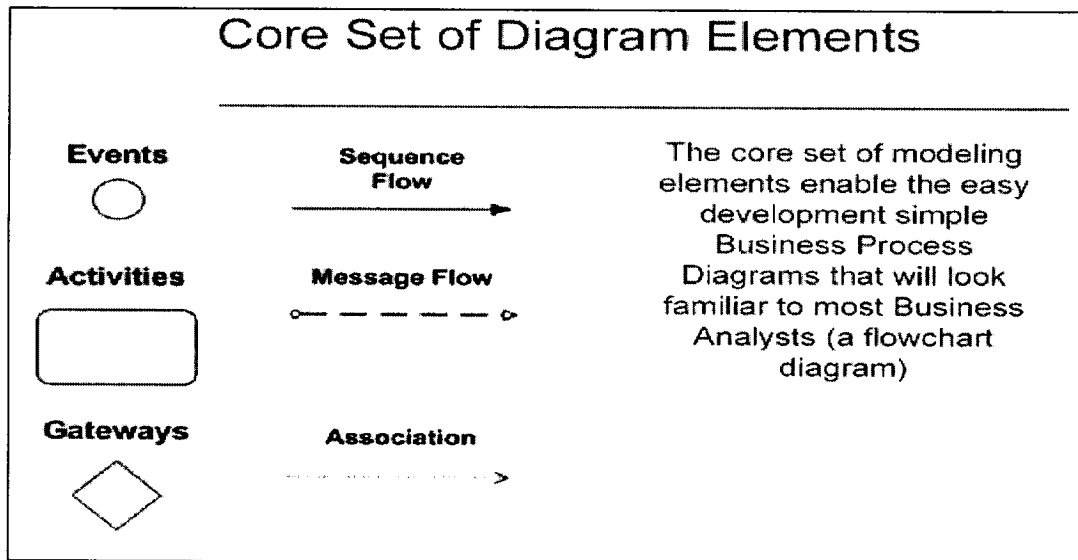 Core Set of Diagram Elements
Events
Activities
Gateways
Sequence
Flow
Message Flow
Association
The core set of modeling
elements enable the easy
development simple
Business Process
Diagrams that will look
familiar to most Business
Analysts (a flowchart
diagram)